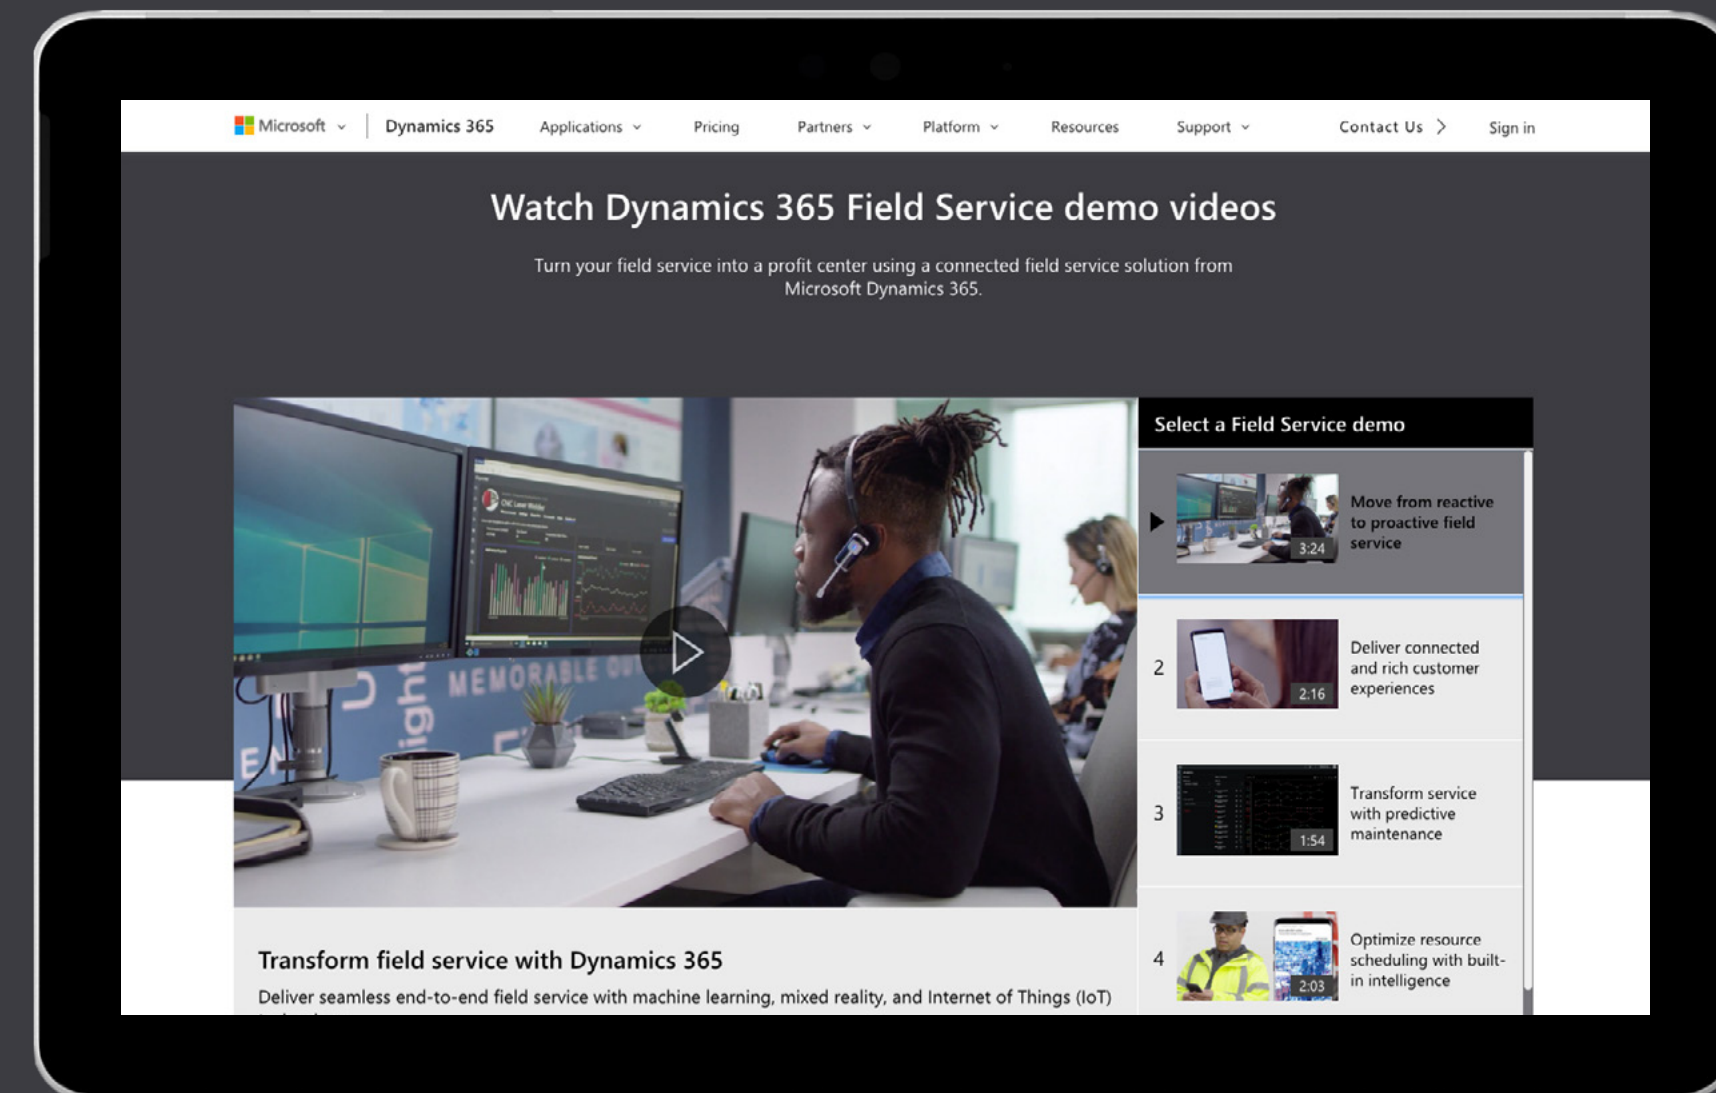 Microsoft
Dynamics 365
Applications
Pricing
Partners
Platform
Resources
Support
Contact Us
Sign in
Watch Dynamics 365 Field Service demo videos
Turn your field service into a profit center using a connected field service solution from
Microsoft Dynamics 365.
CNC Laser Welder
MEMORABLE
Select a Field Service demo
3:24
Move from reactive
to proactive field
service
2
2:16
Deliver connected
and rich customer
experiences
3
1:54
Transform service
with predictive
maintenance
4
2:03
Optimize resource
scheduling with built-
in intelligence
Transform field service with Dynamics 365
Deliver seamless end-to-end field service with machine learning, mixed reality, and Internet of Things (IoT)